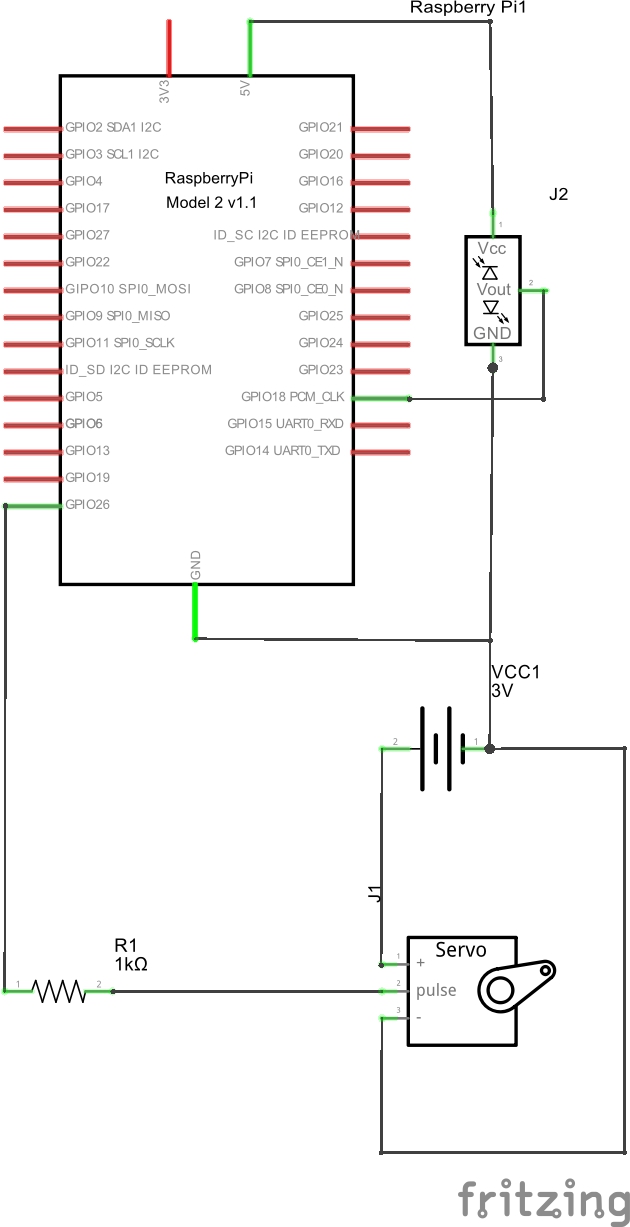 Raspberry Pi1
3V3
5V
GPIO2 SDA1 I2C
GPIO3 SCL1 I2C
GPIO4
GPIO17
GPIO27
GPIO22
GIPO10 SPI0_MOSI
GPIO9 SPI0_MISO
GPIO11 SPI0_SCLK
ID_SD I2C ID EEPROM
GPIO5
GPIO6
GPIO13
GPIO19
GPIO26
RaspberryPi
Model 2 v1.1
GPIO21
GPIO20
GPIO16
GPIO12
ID_SC I2C ID EEPROM
GPIO7 SPI0_CE1_N
GPIO8 SPI0_CE0_N
GPIO25
GPIO24
GPIO23
GPIO18 PCM_CLK
GPIO15 UART0_RXD
GPIO14 UART0_TXD
GND
J2
1
Vcc
Vout
2
GND
3
VCC1
3V
2
1
J1
R1
1kΩ
1
2
Servo
1
+
2
pulse
3
-
fritzing